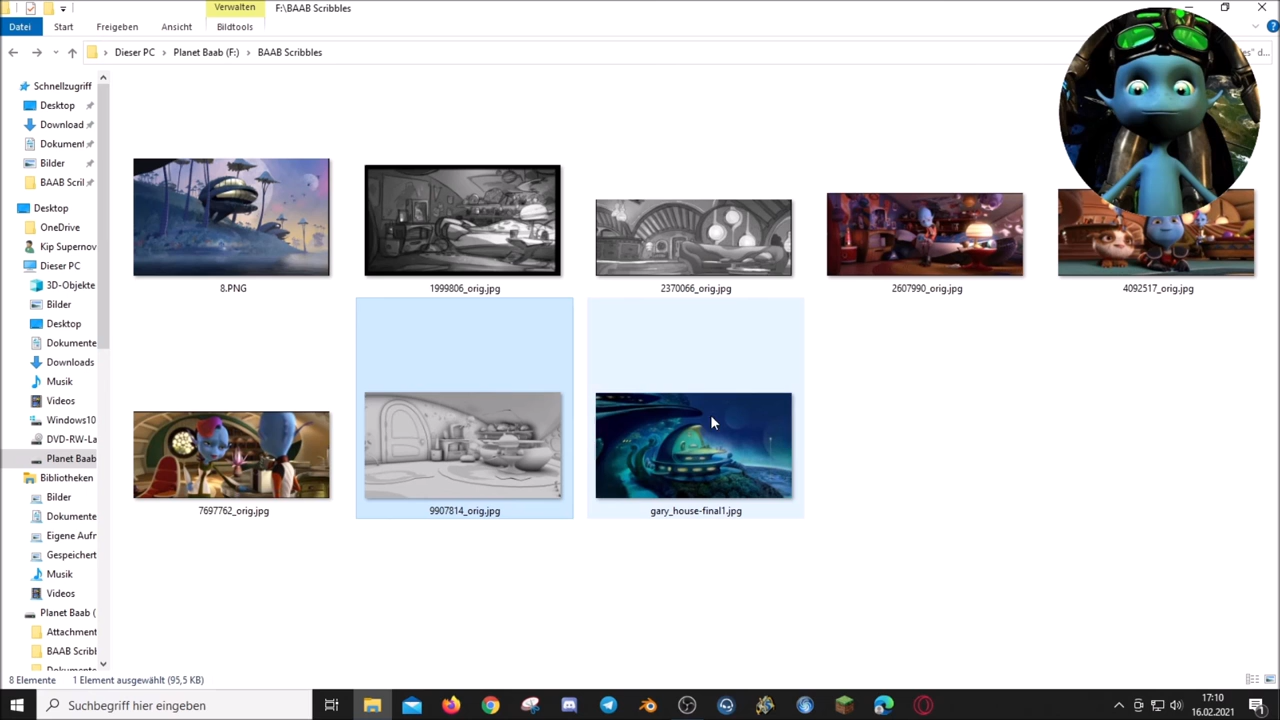 Verwalten
F:\BAAB Scribbles
Datei
Start
Freigeben
Ansicht
Bildtools
Dieser PC
Planet Baab (F:)
BAAB Scribbles
les" d...
Schnellzugriff
Desktop
Download
Dokument
Bilder
BAAB Scril
Desktop
OneDrive
Kip Supernov
Dieser PC
3D-Objekte
Bilder
Desktop
Dokumente
Downloads
Musik
Videos
Windows10
DVD-RW-La
Planet Baab
Bibliotheken
Bilder
Dokumente
Eigene Aufr
Gespeichert
Musik
Videos
Planet Baab (
Attachment
BAAB Scribb
8.PNG
1999806_orig.jpg
2370066_orig.jpg
2607990_orig.jpg
4092517_orig.jpg
7697762_orig.jpg
9907814_orig.jpg
gary_house-final1.jpg
8 Elemente
1 Element ausgewählt (95,5 KB)
Suchbegriff hier eingeben
17:10
16.02.2021